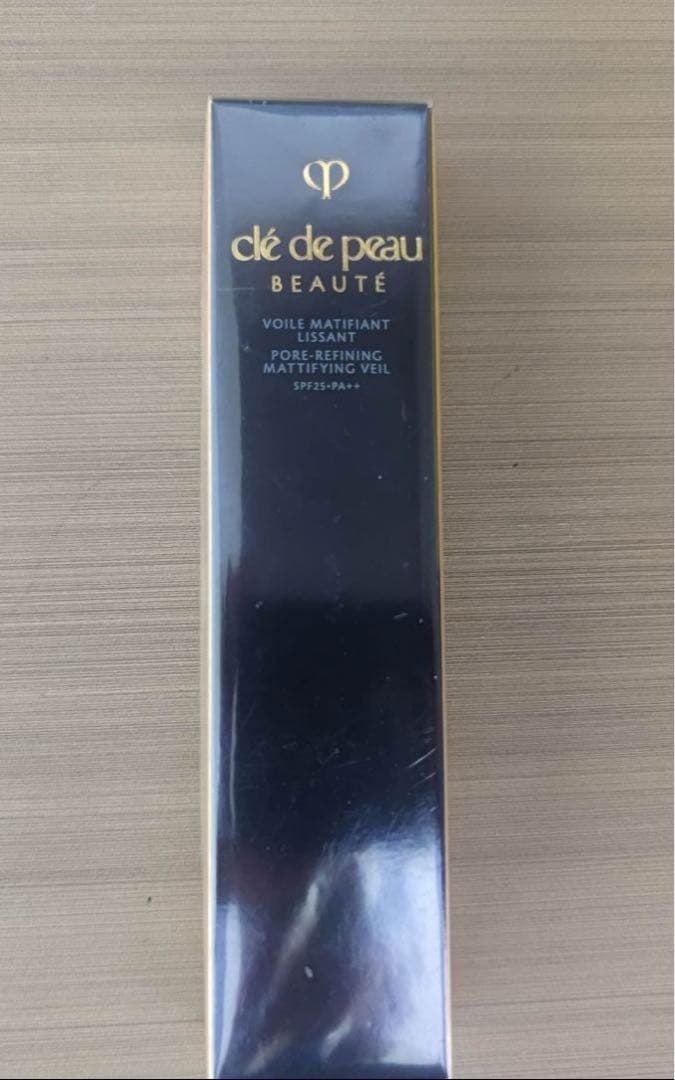 clé de peau
BEAUTÉ
VOILE MATIFIANT
LISSANT
PORE-REFINING
MATTIFYING VEIL
SPF25•PA++